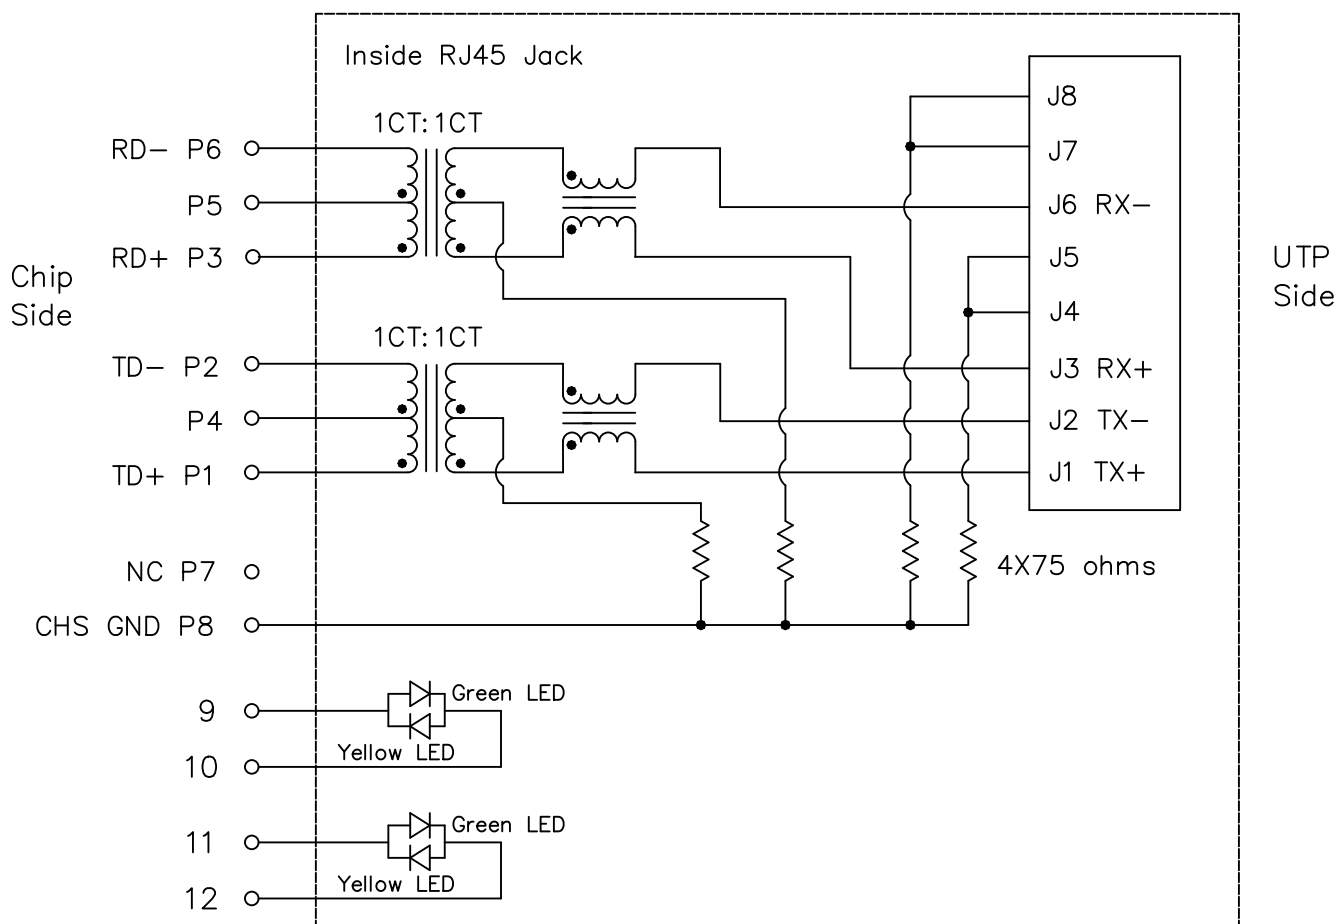 Inside RJ45 Jack
J8
1CT:1CT
RD- P6
J7
P5
J6 RX-
RD+ P3
J5
UTP
Side
Chip
Side
J4
1CT:1CT
TD- P2
J3 RX+
P4
J2 TX-
TD+ P1
J1 TX+
NC P7
4X75 ohms
CHS GND P8
Green LED
9
Yellow LED
10
Green LED
11
Yellow LED
12